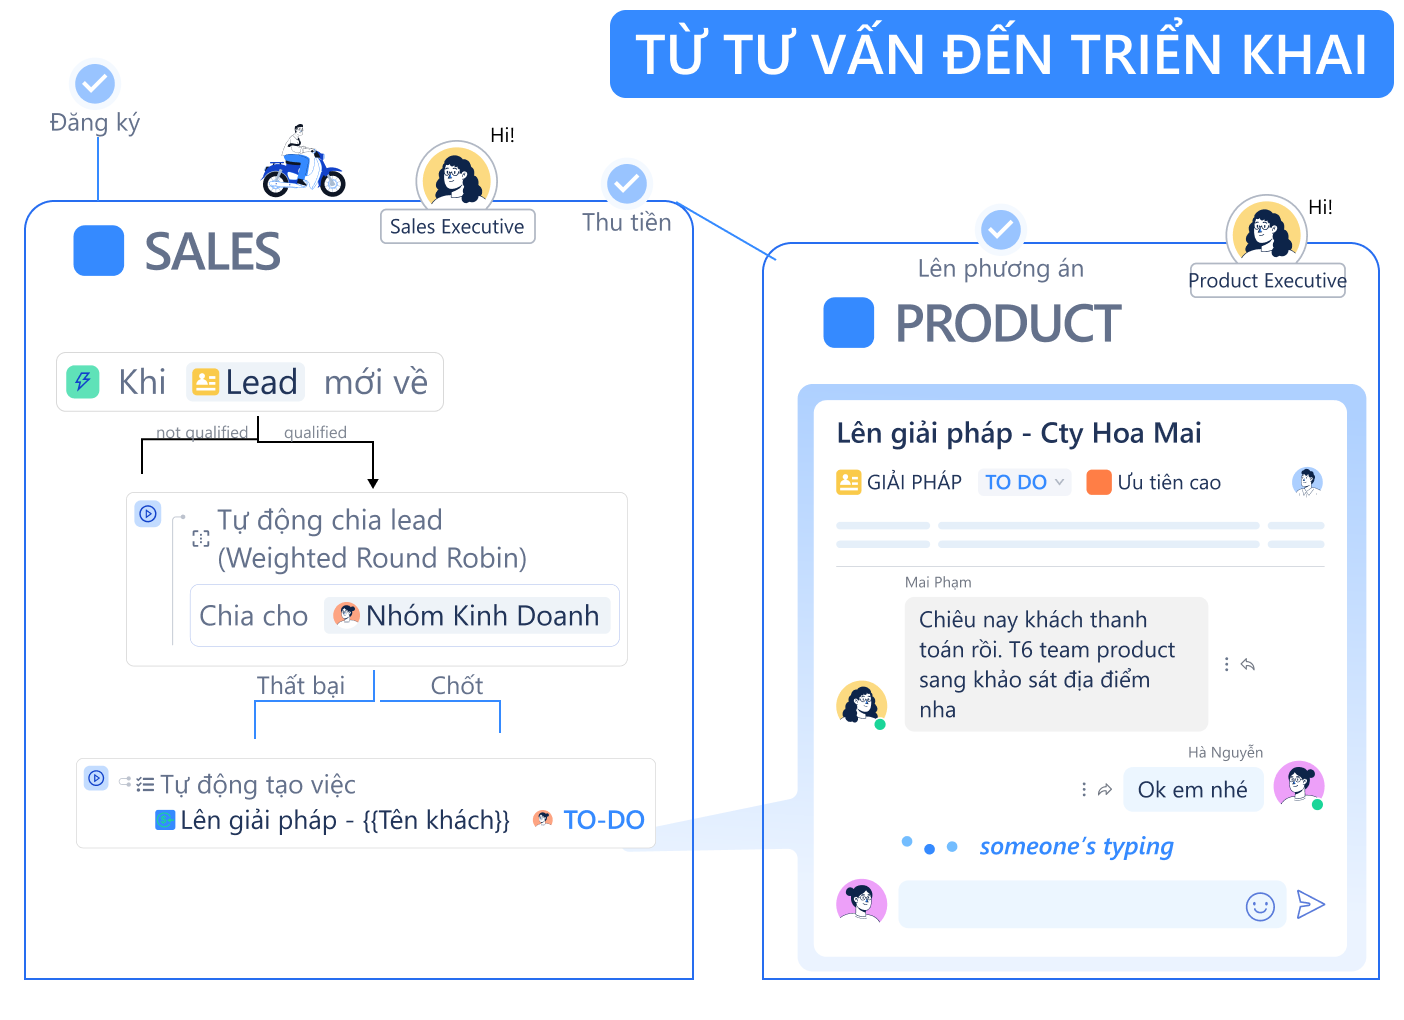 TỪ TƯ VẤN ĐẾN TRIỂN KHAI
Đăng ký
Hi!
Sales Executive
Thu tiền
SALES
Khi Lead mới về
not qualified
qualified
Tự động chia lead
(Weighted Round Robin)
Chia cho Nhóm Kinh Doanh
Thất bại
Chốt
Tự động tạo việc
Lên giải pháp - {{Tên khách}} TO-DO
Lên phương án
Hi!
Product Executive
PRODUCT
Lên giải pháp - Cty Hoa Mai
GIẢI PHÁP TO DO Ưu tiên cao
Mai Phạm
Chiêu nay khách thanh
toán rồi. T6 team product
sang khảo sát địa điểm
nha
Hà Nguyễn
Ok em nhé
someone's typing